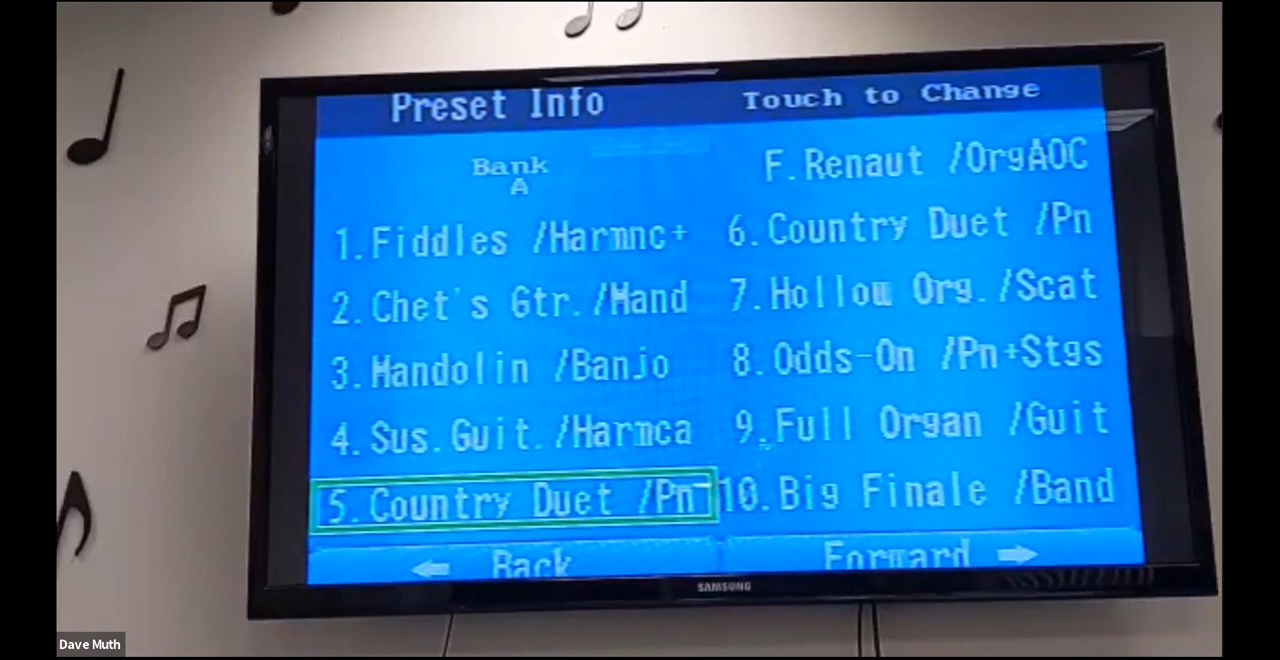 Preset Info
Touch to Change
Bank
A
F.Renaut /OrgAOC
1.Fiddles /Harmnc+
6.Country Duet /Pn
2.Chet's Gtr./Mand
7.Hollow Org./Scat
3.Mandolin /Banjo
8.Odds-On /Pn+Stgs
4.Sus.Guit./Harmca
9.Full Organ /Guit
5.Country Duet /Pn
10.Big Finale /Band
Back
Forward
SAMSUNG
Dave Muth